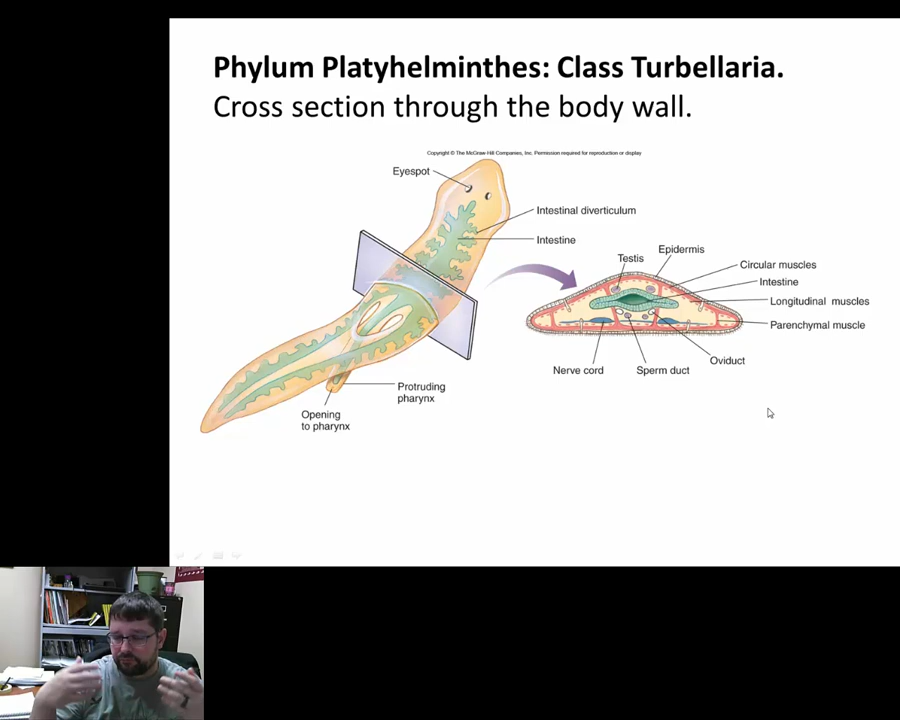 Phylum Platyhelminthes: Class Turbellaria.
Cross section through the body wall.
Copyright © The McGraw-Hill Companies, Inc. Permission required for reproduction or display
Eyespot
Intestinal diverticulum
Intestine
Protruding
pharynx
Opening
to pharynx
Testis
Epidermis
Circular muscles
Intestine
Longitudinal muscles
Parenchymal muscle
Oviduct
Sperm duct
Nerve cord